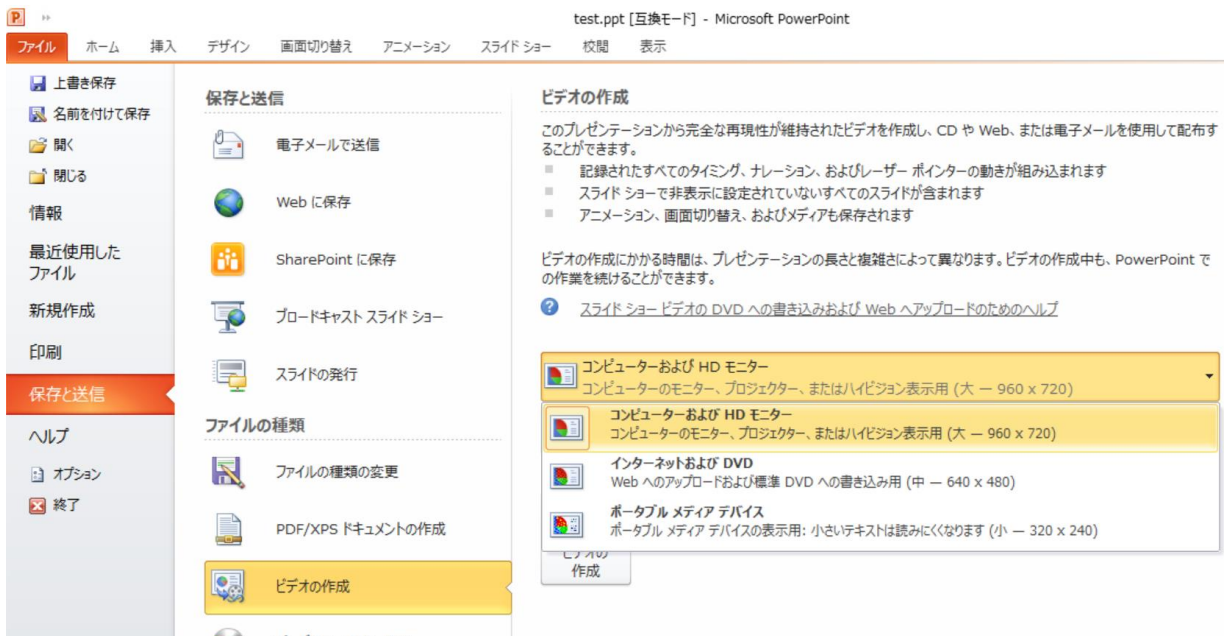 test.ppt [互換モード] - Microsoft PowerPoint
ファイル ホーム 挿入 デザイン 画面切り替え アニメーション スライド ショー 校閲 表示
上書き保存
名前を付けて保存
開く
閉じる
情報
最近使用した
ファイル
新規作成
印刷
保存と送信
ヘルプ
オプション
終了
保存と送信
電子メールで送信
Web に保存
SharePoint に保存
ブロードキャスト スライド ショー
スライドの発行
ファイルの種類
ファイルの種類の変更
PDF/XPS ドキュメントの作成
ビデオの作成
ビデオの作成
このプレゼンテーションから完全な再現性が維持されたビデオを作成し、CD や Web、または電子メールを使用して配布す
ることができます。
記録されたすべてのタイミング、ナレーション、およびレーザー ポインターの動きが組み込まれます
スライド ショーで非表示に設定されていないすべてのスライドが含まれます
アニメーション、画面切り替え、およびメディアも保存されます
ビデオの作成にかかる時間は、プレゼンテーションの長さと複雑さによって異なります。ビデオの作成中も、PowerPoint で
の作業を続けることができます。
スライド ショー ビデオの DVD への書き込みおよび Web へアップロードのためのヘルプ
コンピューターおよび HD モニター
コンピューターのモニター、プロジェクター、またはハイビジョン表示用 (大 — 960 x 720)
コンピューターおよび HD モニター
コンピューターのモニター、プロジェクター、またはハイビジョン表示用 (大 — 960 x 720)
インターネットおよび DVD
Web へのアップロードおよび標準 DVD への書き込み用 (中 — 640 x 480)
ポータブル メディア デバイス
ポータブル メディア デバイスの表示用: 小さいテキストは読みにくくなります (小 — 320 x 240)
ビデオの
作成